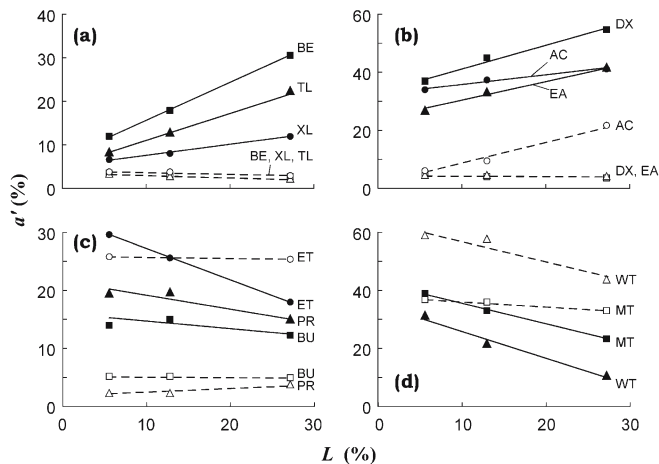 40
(a)
BE
30
TL
20
XL
10
BE, XL, TL
0
60
(b)
DX
AC
40
EA
20
AC
DX, EA
0
a′ (%)
30
(c)
ET
20
ET
PR
BU
10
BU
PR
0
0
10
20
30
60
WT
40
MT
MT
20
(d)
WT
0
0
10
20
30
L (%)